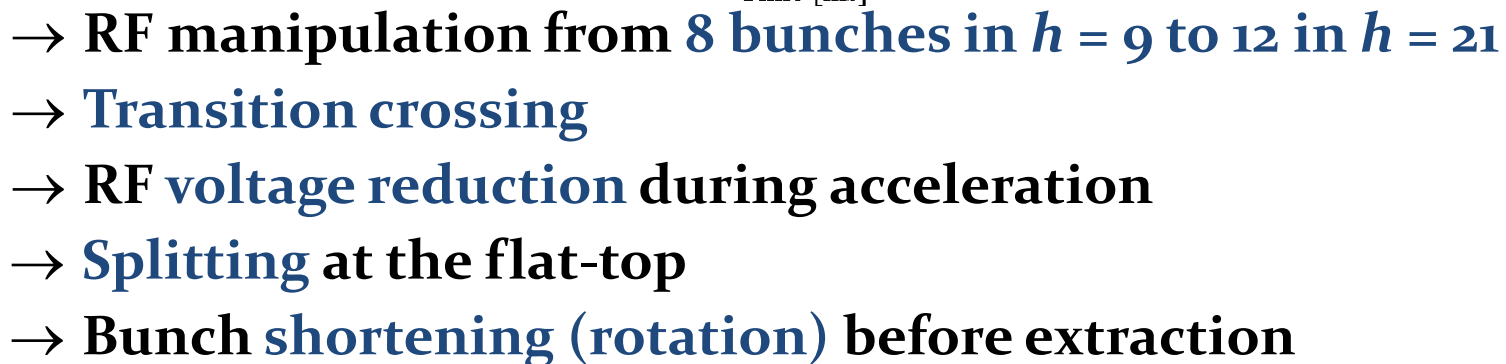 → RF manipulation from 8 bunches in h = 9 to 12 in h = 21
→ Transition crossing
→ RF voltage reduction during acceleration
→ Splitting at the flat-top
→ Bunch shortening (rotation) before extraction